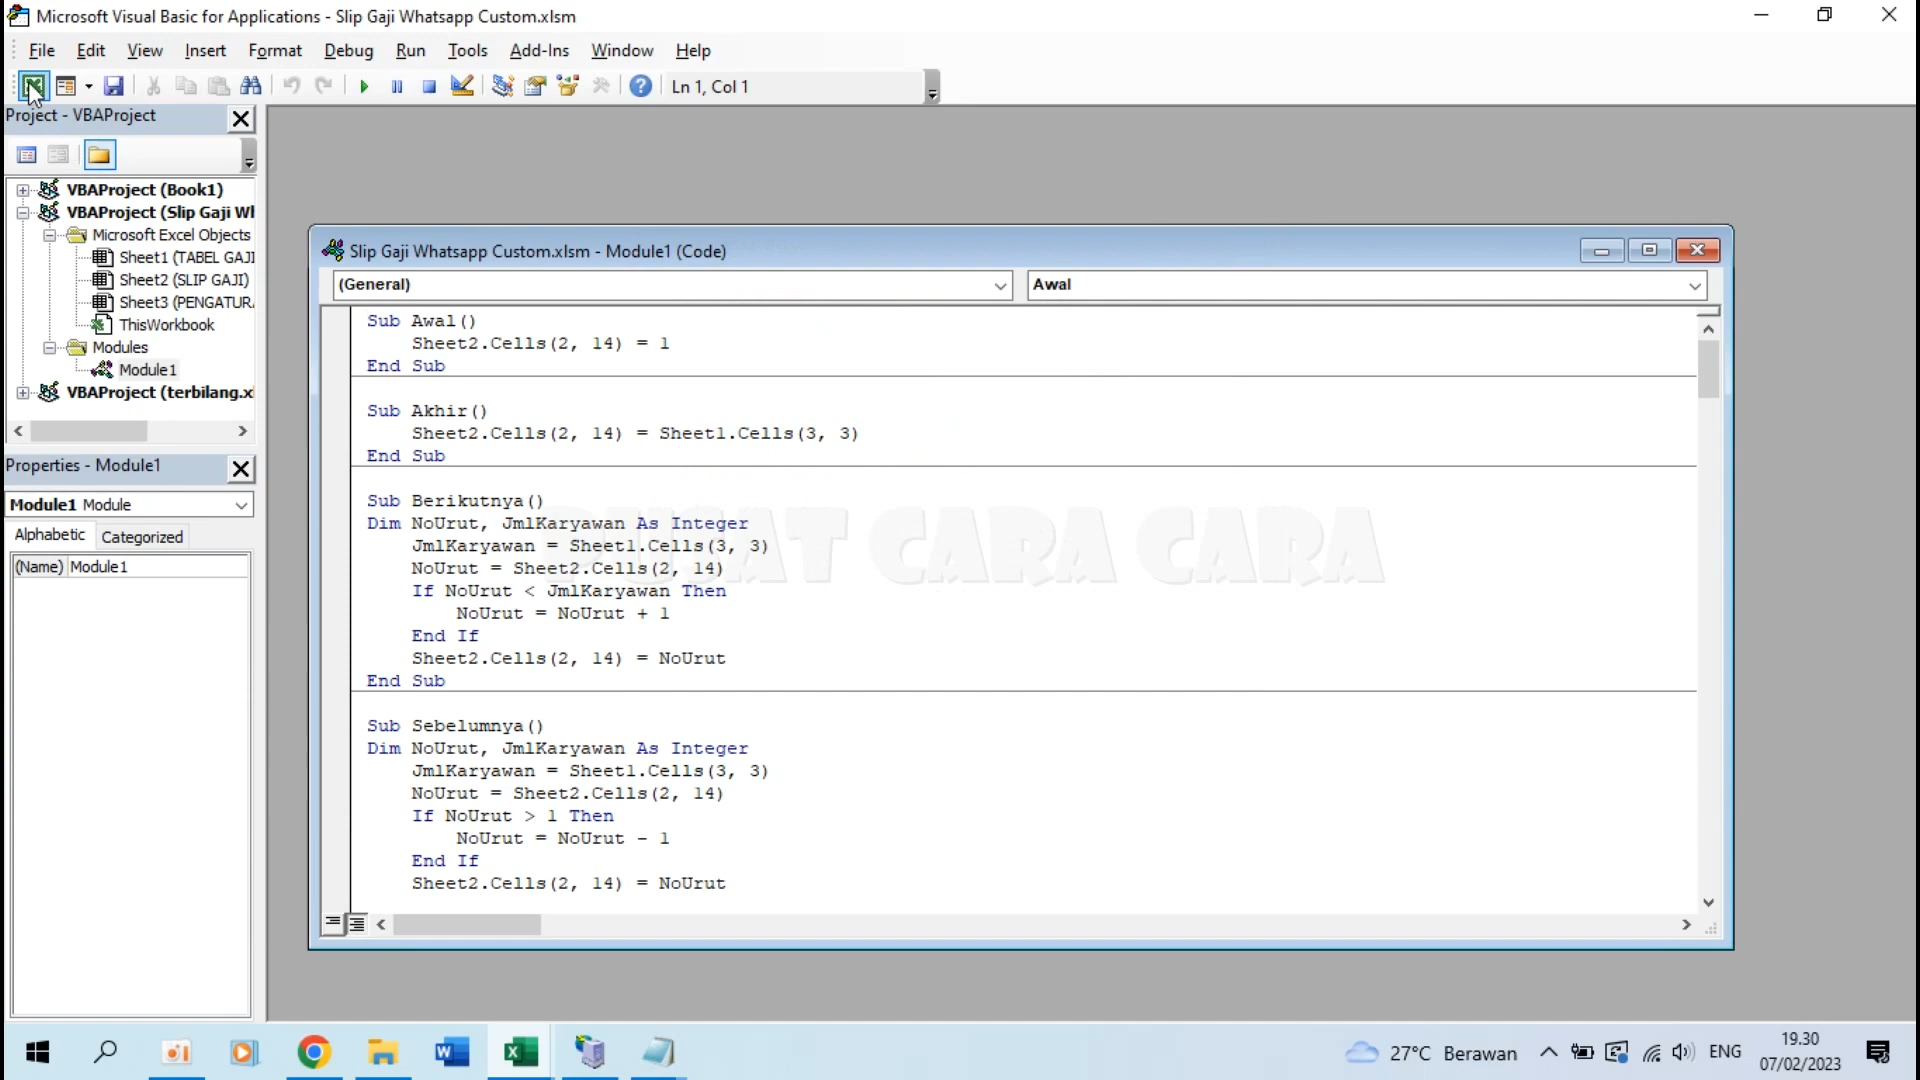 Microsoft Visual Basic for Applications - Slip Gaji Whatsapp Custom.xlsm
File Edit View Insert Format Debug Run Tools Add-Ins Window Help
Ln 1, Col 1
Project - VBAProject
VBAProject (Book1)
VBAProject (Slip Gaji Wh
Microsoft Excel Objects
Sheet1 (TABEL GAJI
Sheet2 (SLIP GAJI)
Sheet3 (PENGATURA
ThisWorkbook
Modules
Module1
VBAProject (terbilang.xl
Properties - Module1
Module1 Module
Alphabetic Categorized
(Name) Module1
Slip Gaji Whatsapp Custom.xlsm - Module1 (Code)
(General) Awal
Sub Awal()
Sheet2.Cells(2, 14) = 1
End Sub
Sub Akhir()
Sheet2.Cells(2, 14) = Sheet1.Cells(3, 3)
End Sub
Sub Berikutnya()
Dim NoUrut, JmlKaryawan As Integer
JmlKaryawan = Sheet1.Cells(3, 3)
NoUrut = Sheet2.Cells(2, 14)
If NoUrut < JmlKaryawan Then
NoUrut = NoUrut + 1
End If
Sheet2.Cells(2, 14) = NoUrut
End Sub
Sub Sebelumnya()
Dim NoUrut, JmlKaryawan As Integer
JmlKaryawan = Sheet1.Cells(3, 3)
NoUrut = Sheet2.Cells(2, 14)
If NoUrut > 1 Then
NoUrut = NoUrut - 1
End If
Sheet2.Cells(2, 14) = NoUrut
PUSAT CARA CARA
27°C Berawan
ENG
19.30
07/02/2023